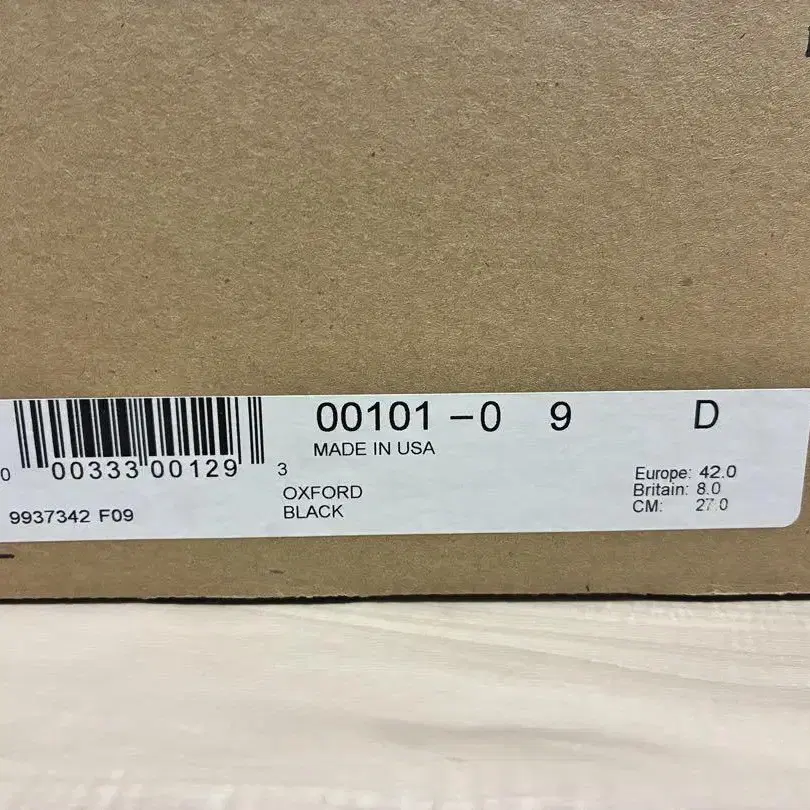 00101 -0 9 D
MADE IN USA
0 00333 00129 3
OXFORD
BLACK
9937342 F09
Europe: 42.0
Britain: 8.0
CM: 27.0